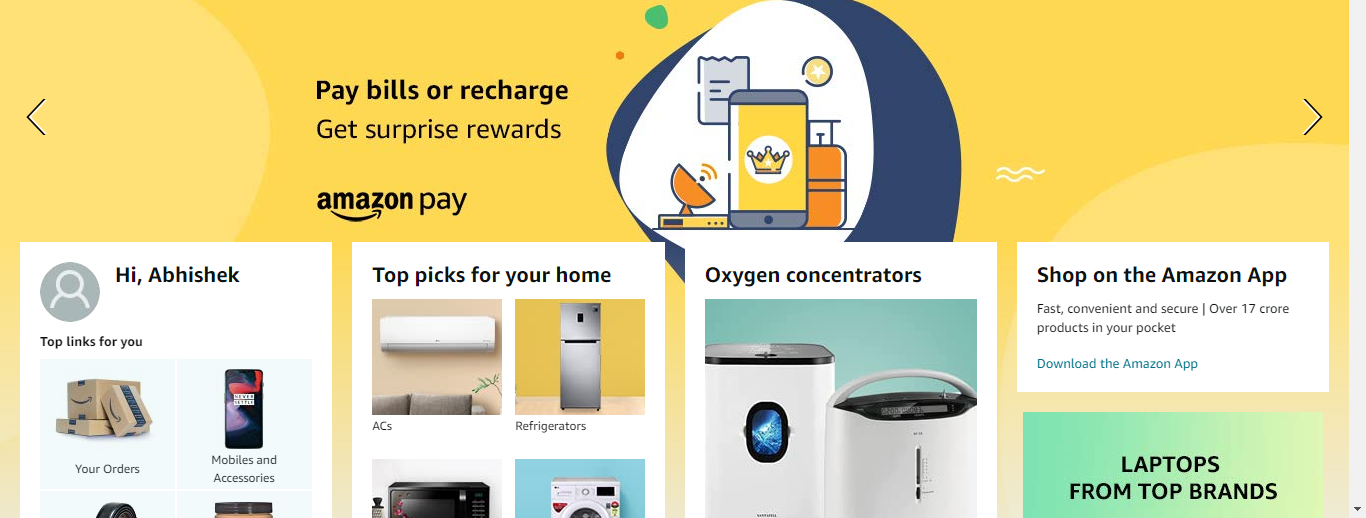 Pay bills or recharge
Get surprise rewards
amazon pay
Hi, Abhishek
Top links for you
Your Orders
Mobiles and
Accessories
Top picks for your home
ACs
Refrigerators
Oxygen concentrators
Shop on the Amazon App
Fast, convenient and secure | Over 17 crore
products in your pocket
Download the Amazon App
LAPTOPS
FROM TOP BRANDS
NEVER
SETTLE